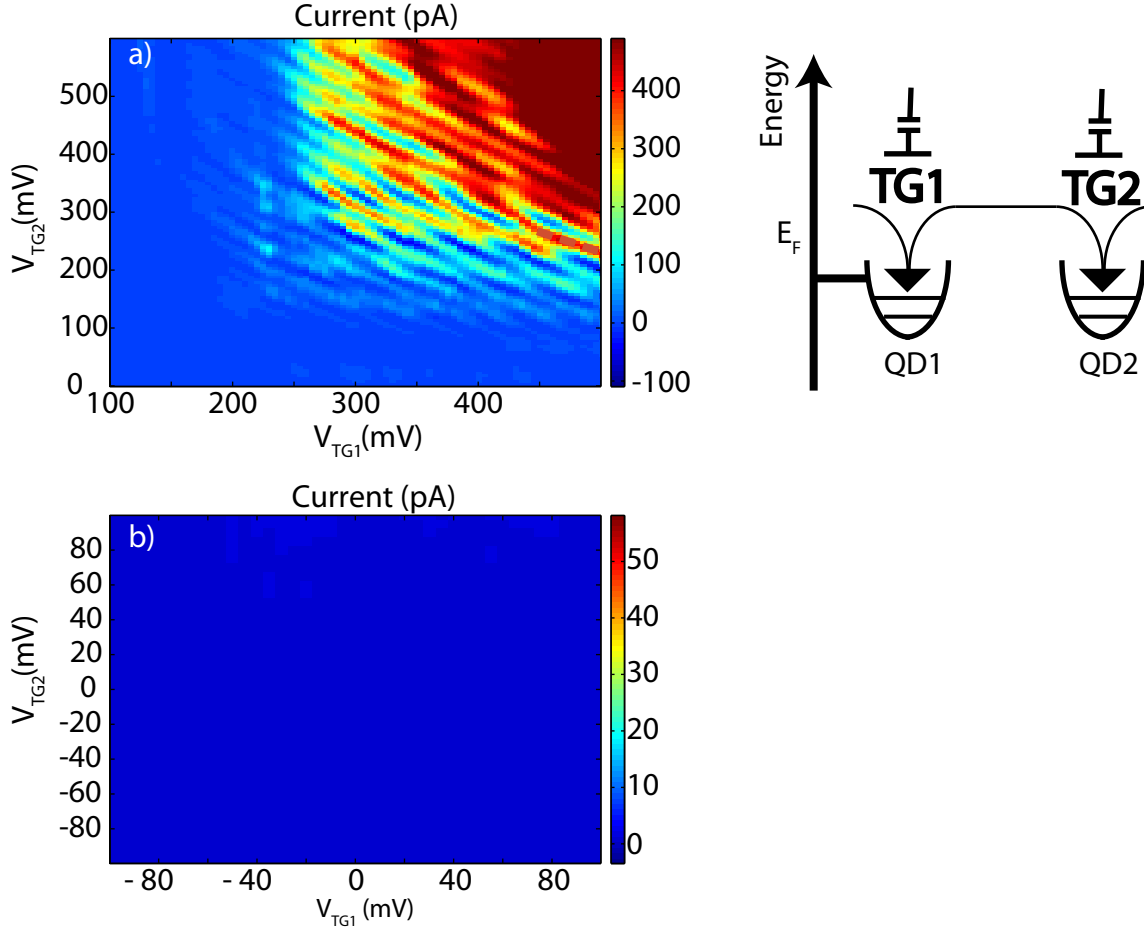 Current (pA)
a)
500
400
300
200
100
0
V_TG2(mV)
100
200
300
400
V_TG1(mV)
400
300
200
100
0
-100
Energy
E_F
TG1
TG2
QD1
QD2
Current (pA)
b)
80
60
40
20
0
-20
-40
-60
-80
V_TG2(mV)
- 80
- 40
0
40
80
V_TG1 (mV)
50
40
30
20
10
0